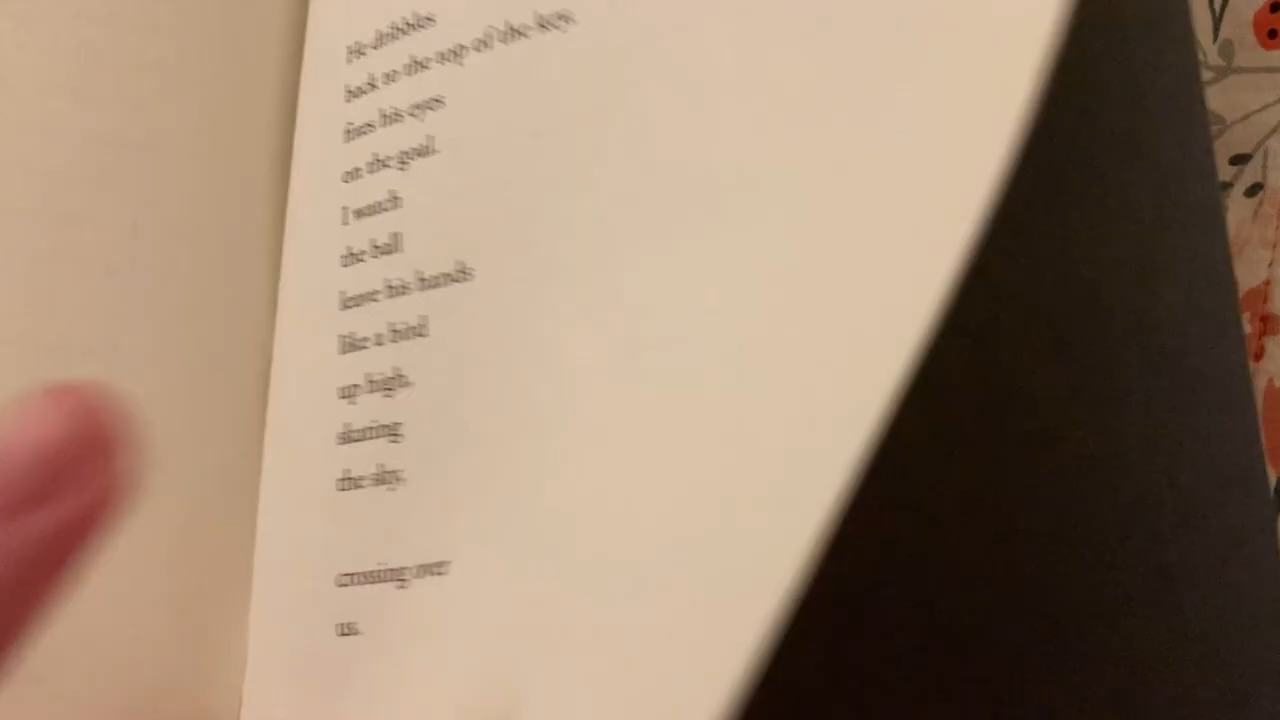 He dribbles
back to the top of the key,
fixes his eyes
on the goal.
I watch
the ball
leave his hands
like a bird
up high,
skating
the sky,
crossing over
us.